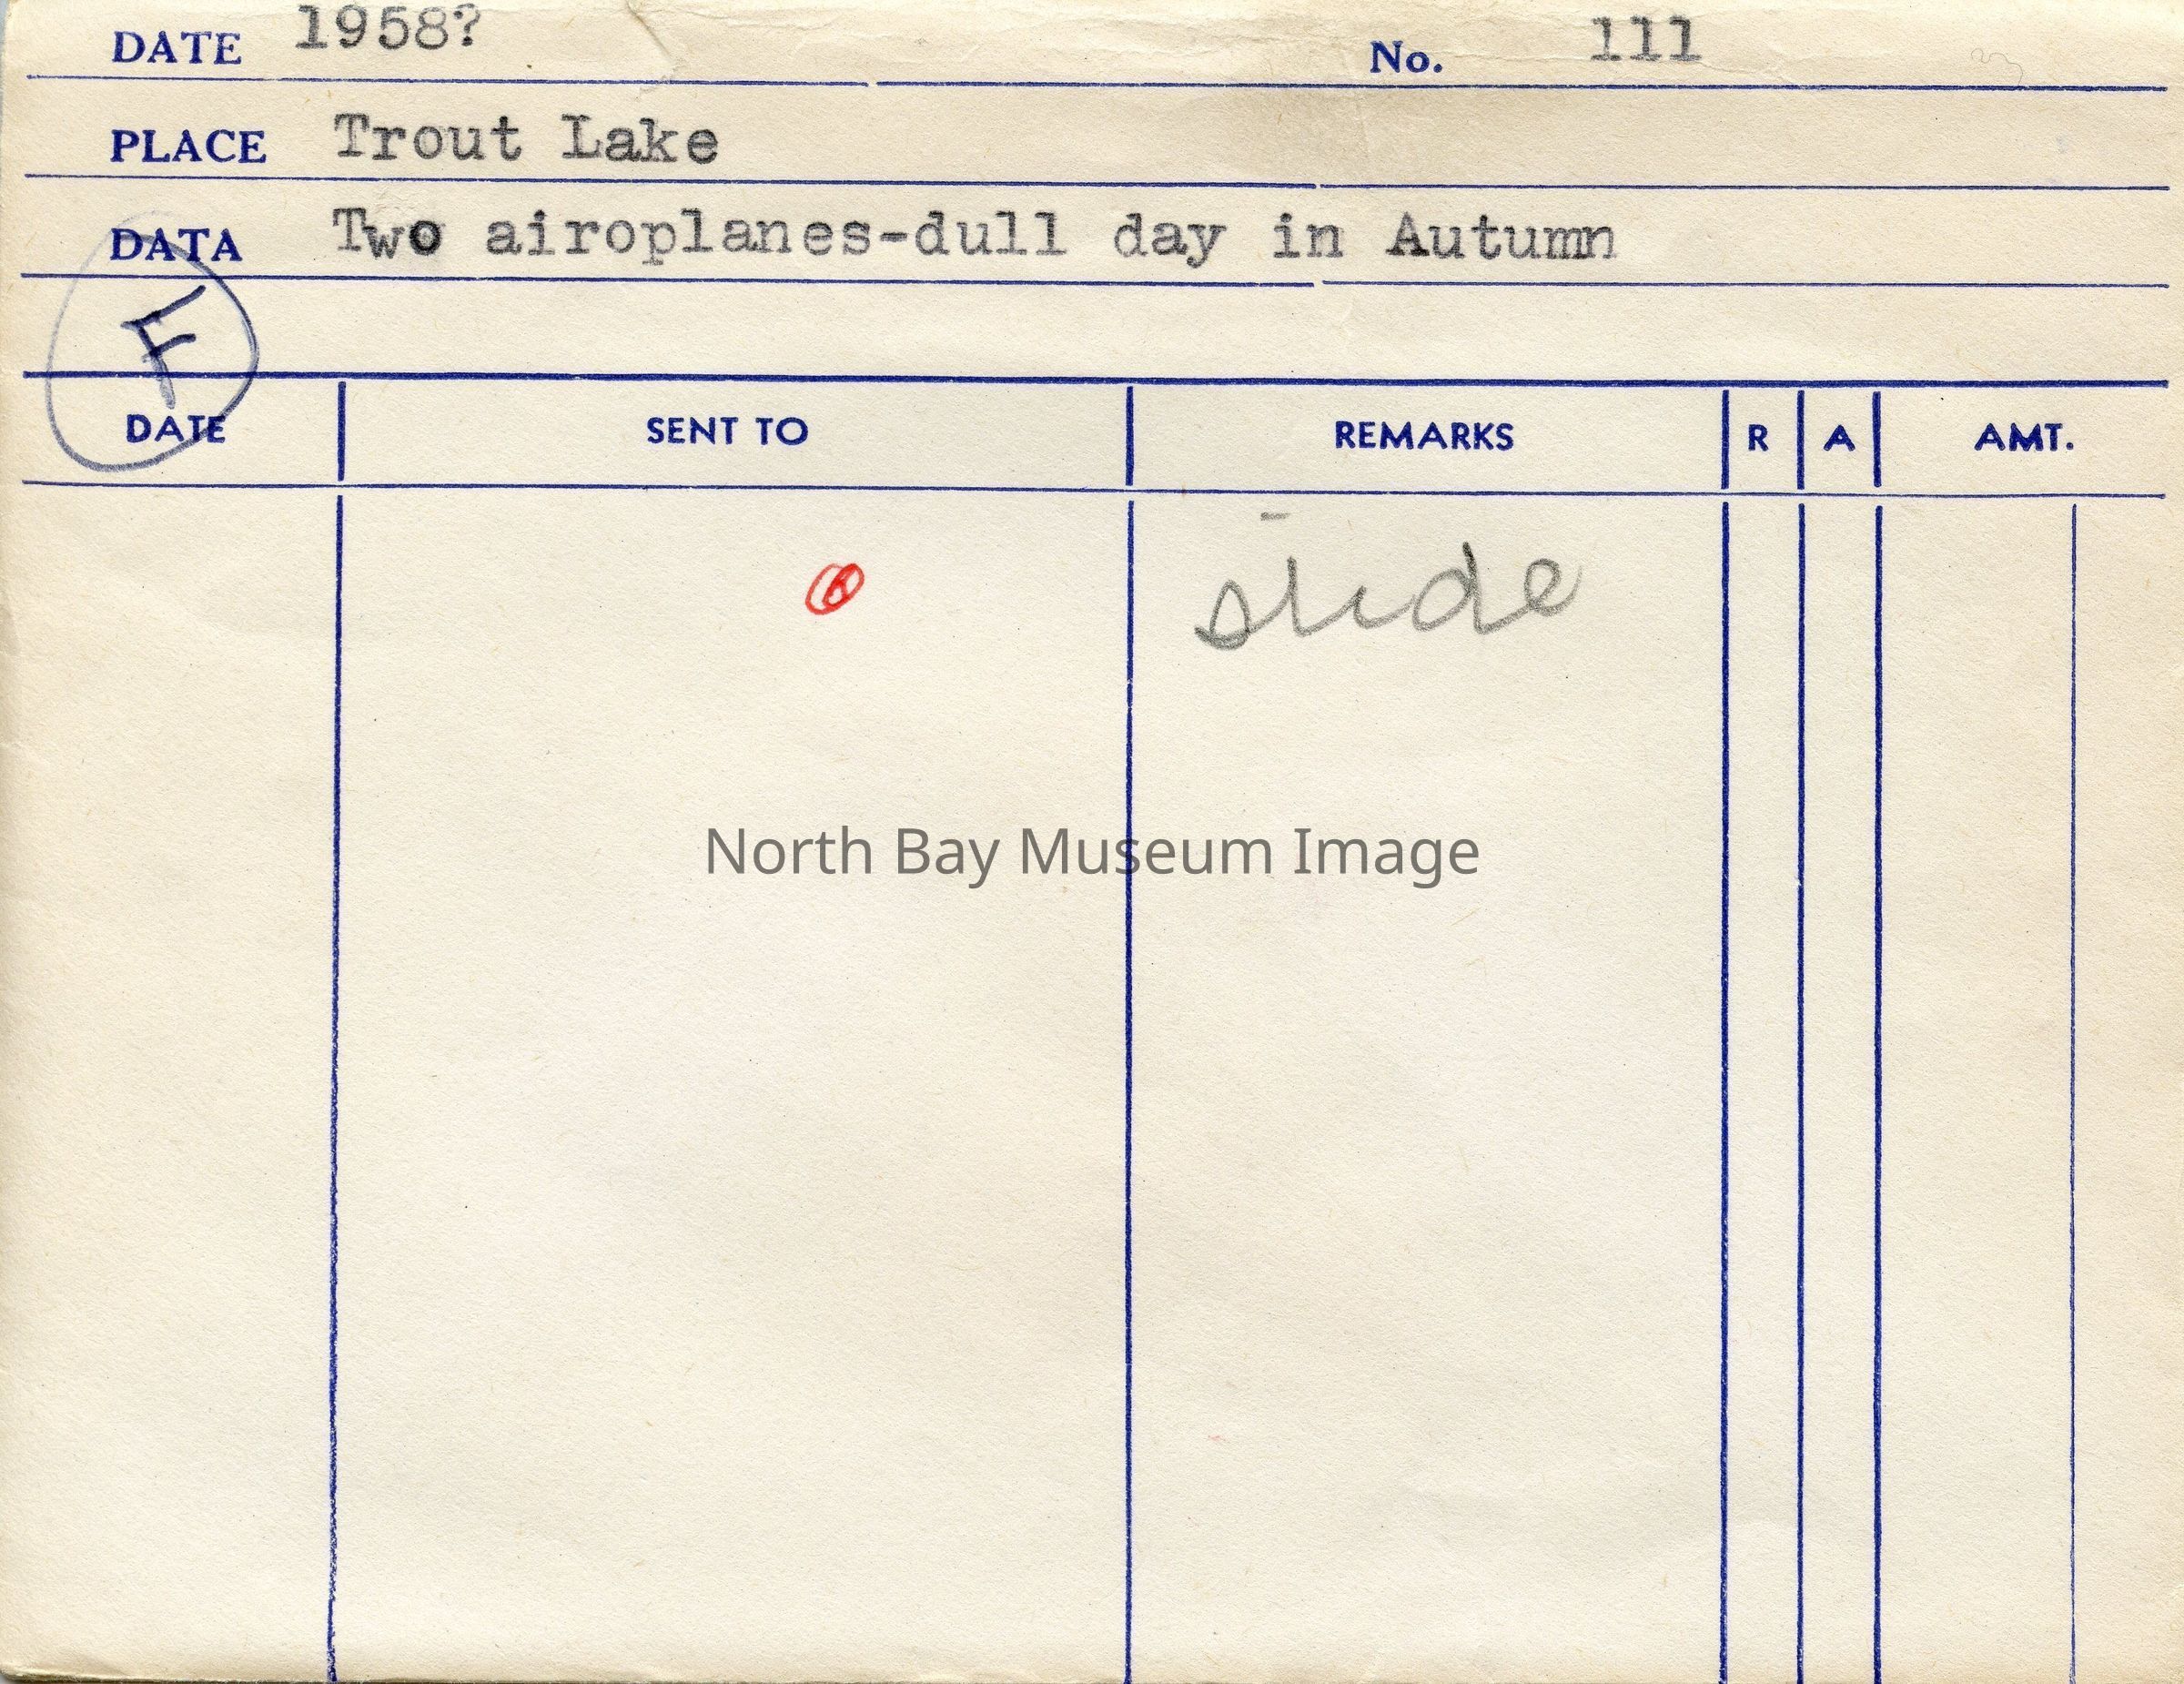 DATE 1958? No. 111
PLACE Trout Lake
DATA Two airoplanes-dull day in Autumn
F
DATE SENT TO REMARKS R A AMT.
slide
North Bay Museum Image